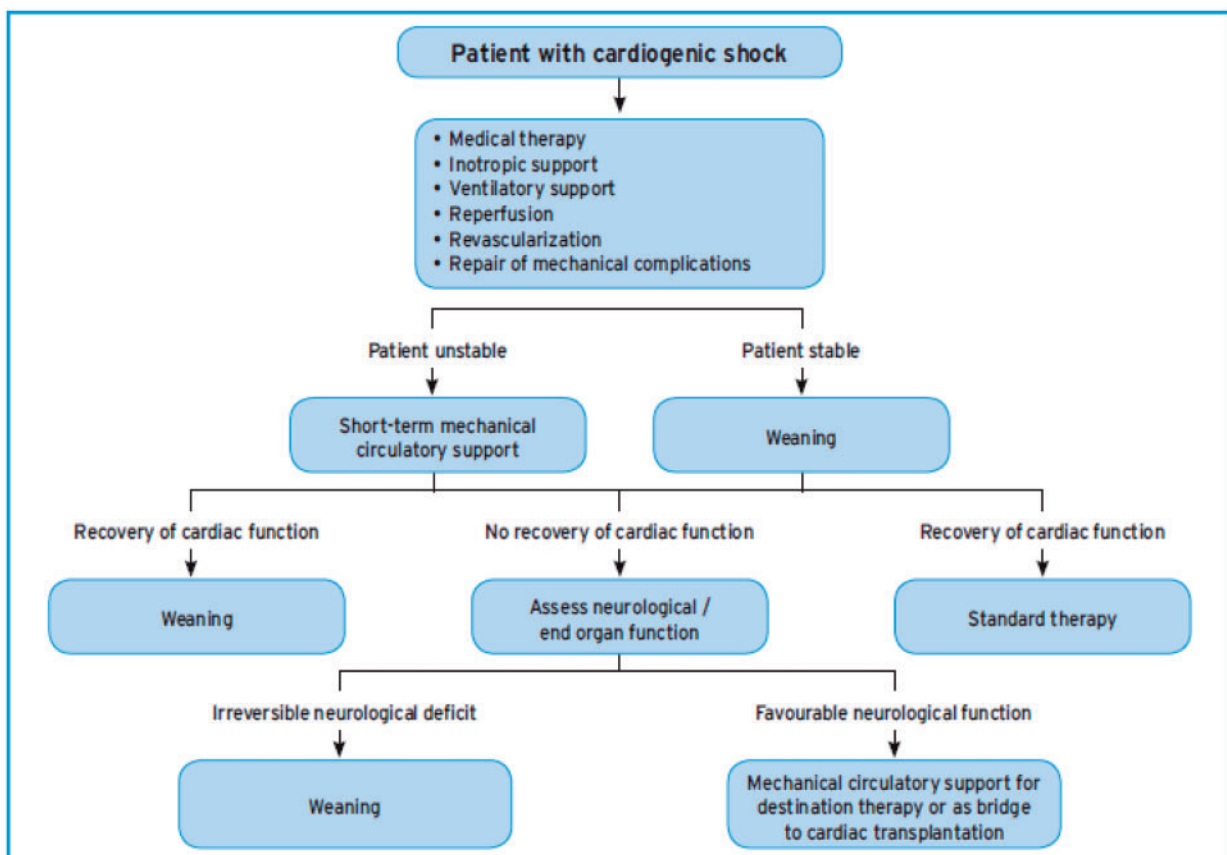 Patient with cardiogenic shock
• Medical therapy
• Inotropic support
• Ventilatory support
• Reperfusion
• Revascularization
• Repair of mechanical complications
Patient unstable
Patient stable
Short-term mechanical
circulatory support
Weaning
Recovery of cardiac function
No recovery of cardiac function
Recovery of cardiac function
Weaning
Assess neurological /
end organ function
Standard therapy
Irreversible neurological deficit
Favourable neurological function
Weaning
Mechanical circulatory support for
destination therapy or as bridge
to cardiac transplantation